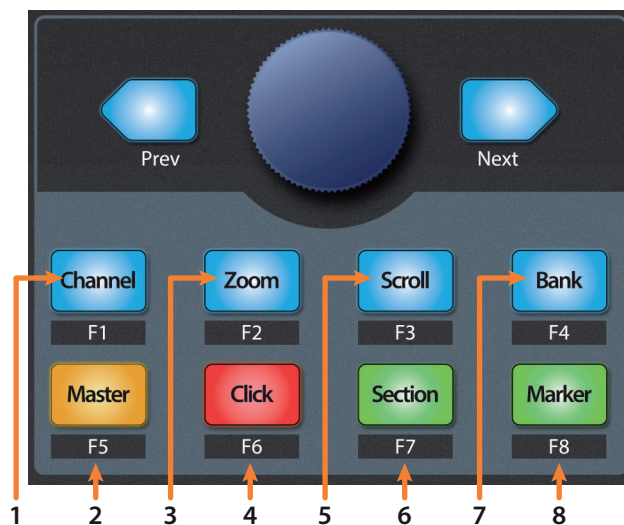 Prev Next
Channel Zoom Scroll Bank
F1 F2 F3 F4
Master Click Section Marker
F5 F6 F7 F8
1 2 3 4 5 6 7 8